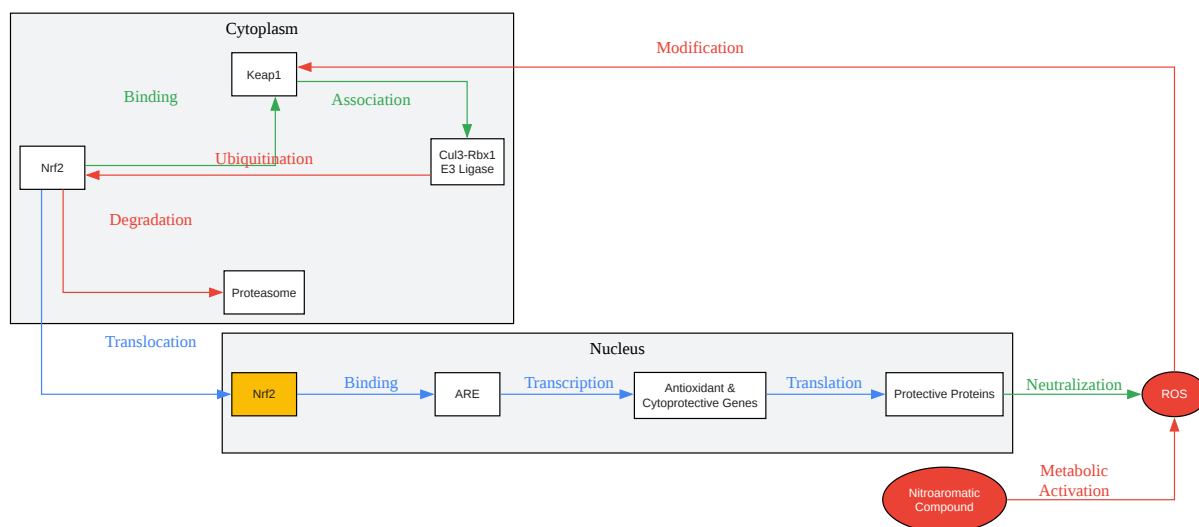 Cytoplasm
Modification
Keap1
Binding
Association
Cul3-Rbx1
E3 Ligase
Ubiquitination
Nrf2
Degradation
Proteasome
Translocation
Nucleus
Nrf2
Binding
ARE
Transcription
Antioxidant &
Cytoprotective Genes
Translation
Protective Proteins
Neutralization
ROS
Metabolic
Activation
Nitroaromatic
Compound